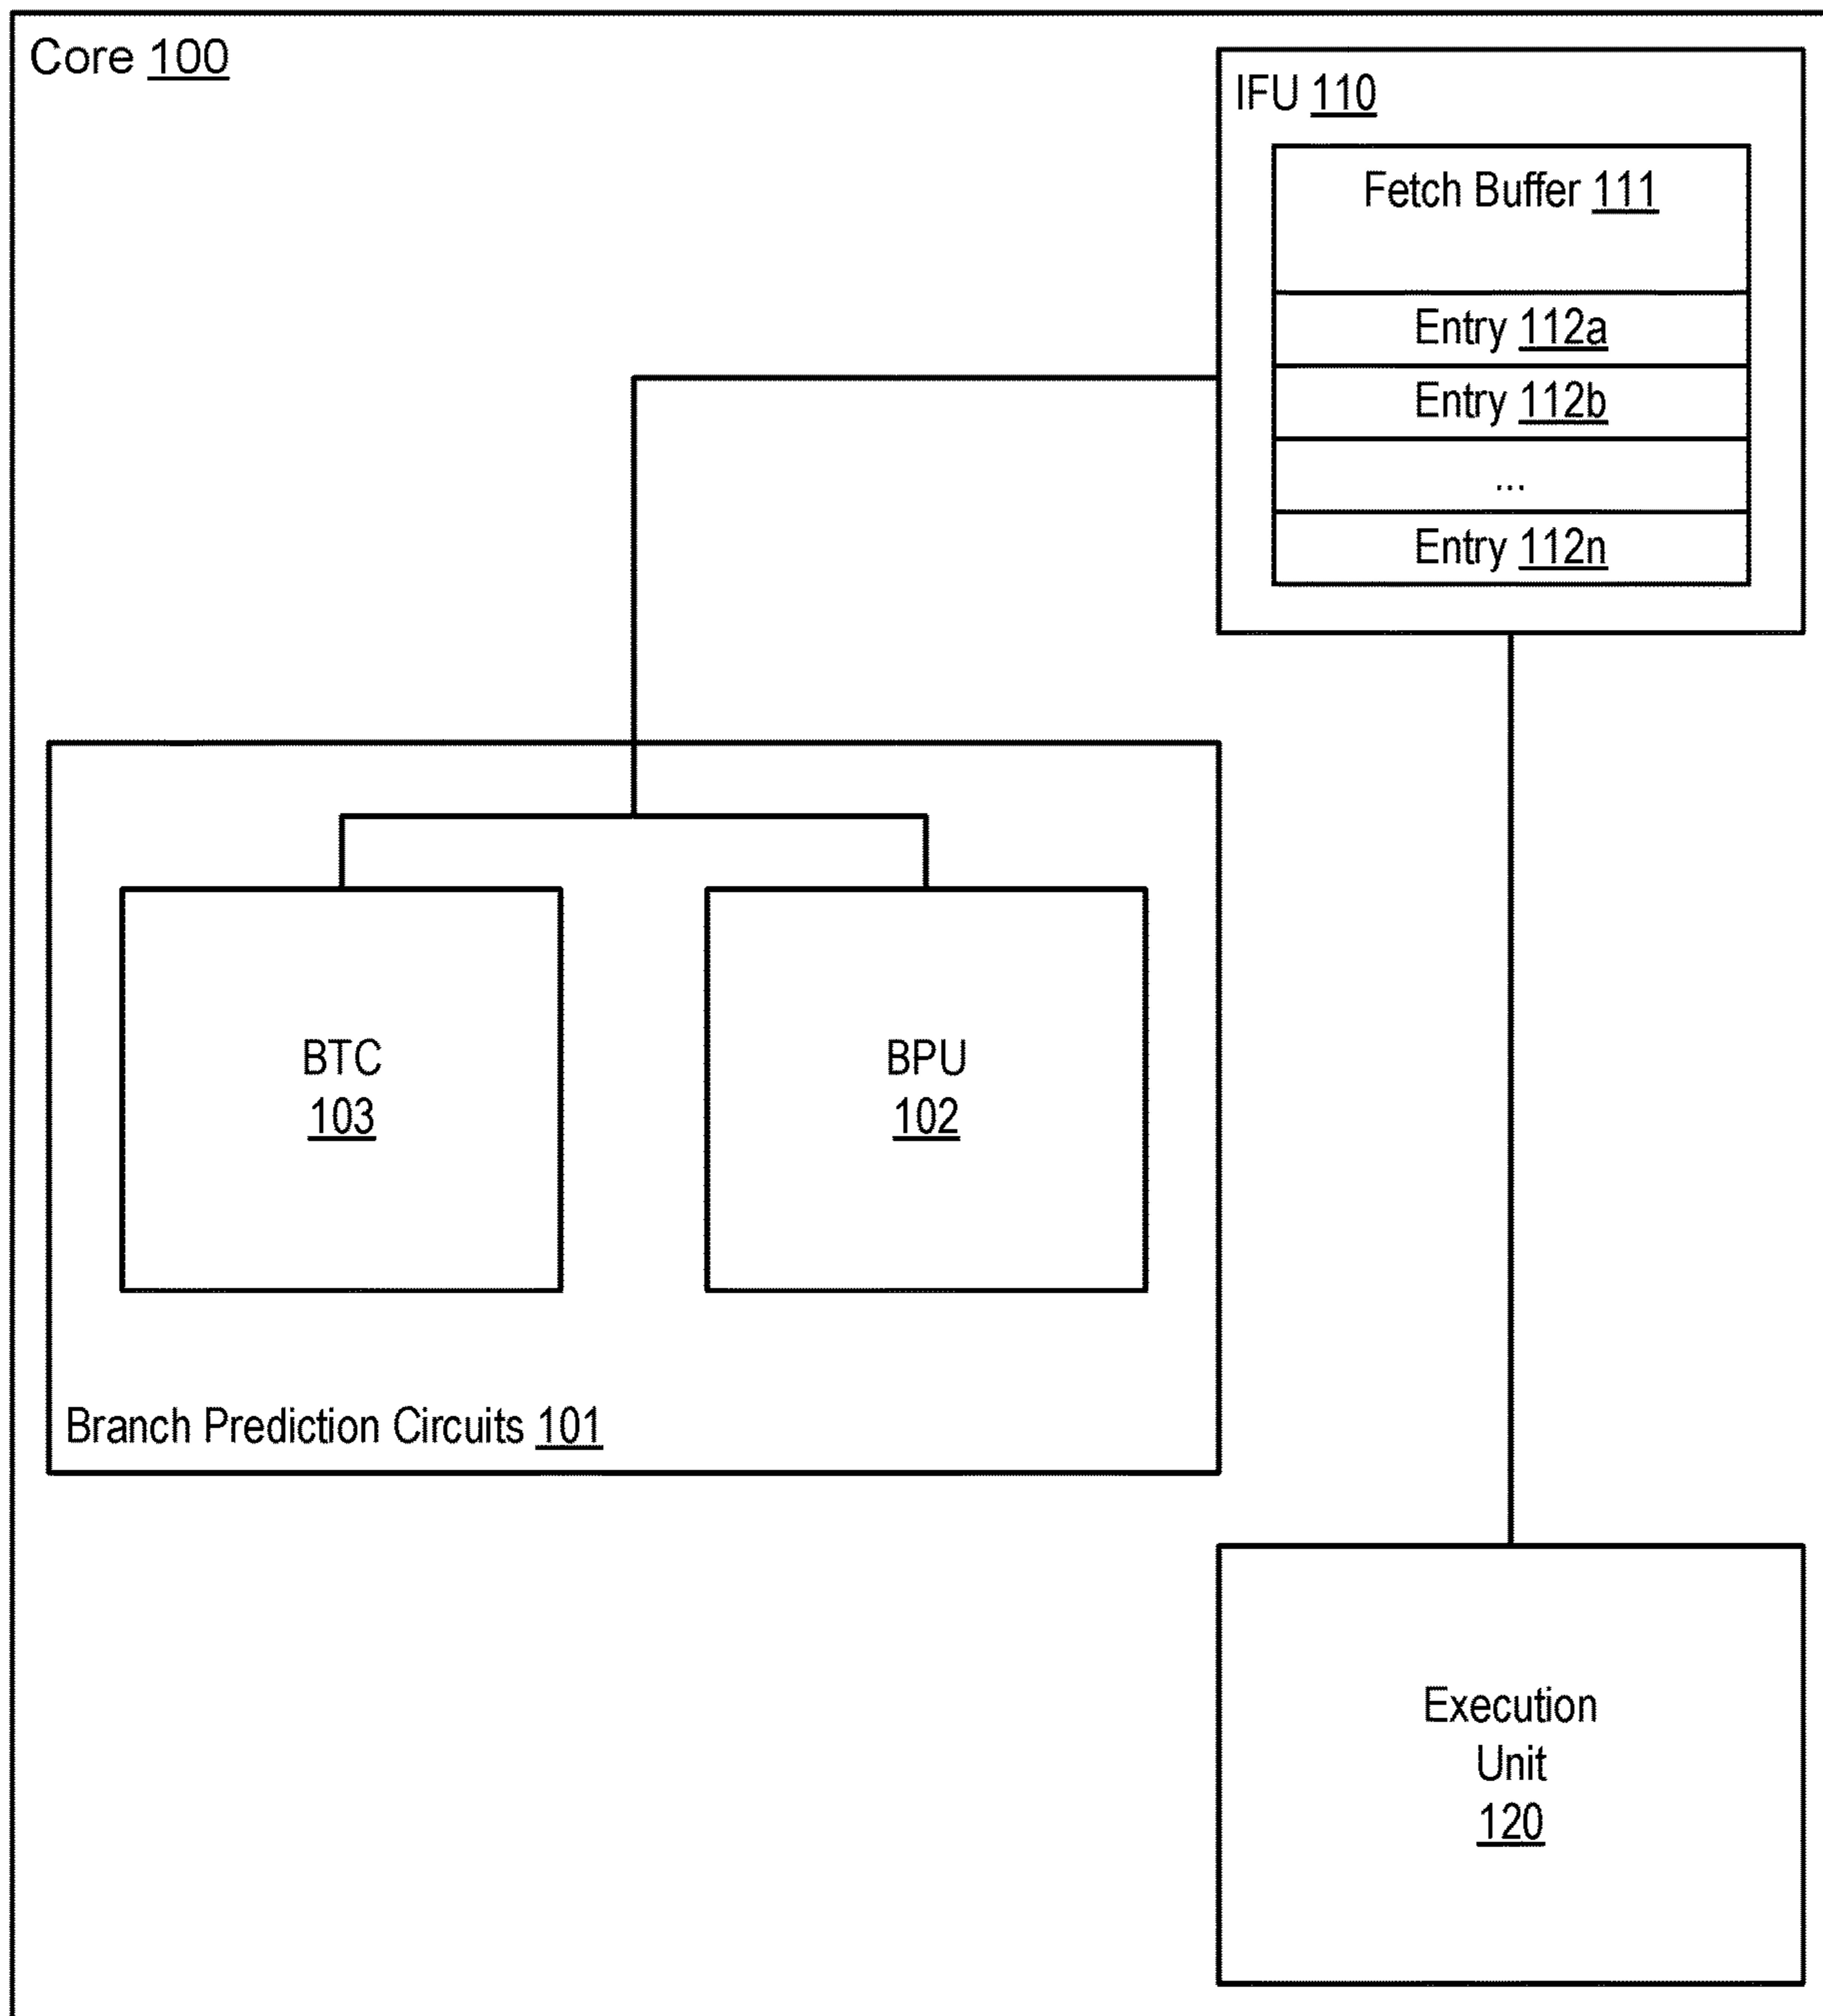 Core 100
IFU 110
Fetch Buffer 111
Entry 112a
Entry 112b
...
Entry 112n
BTC
103
BPU
102
Branch Prediction Circuits 101
Execution
Unit
120